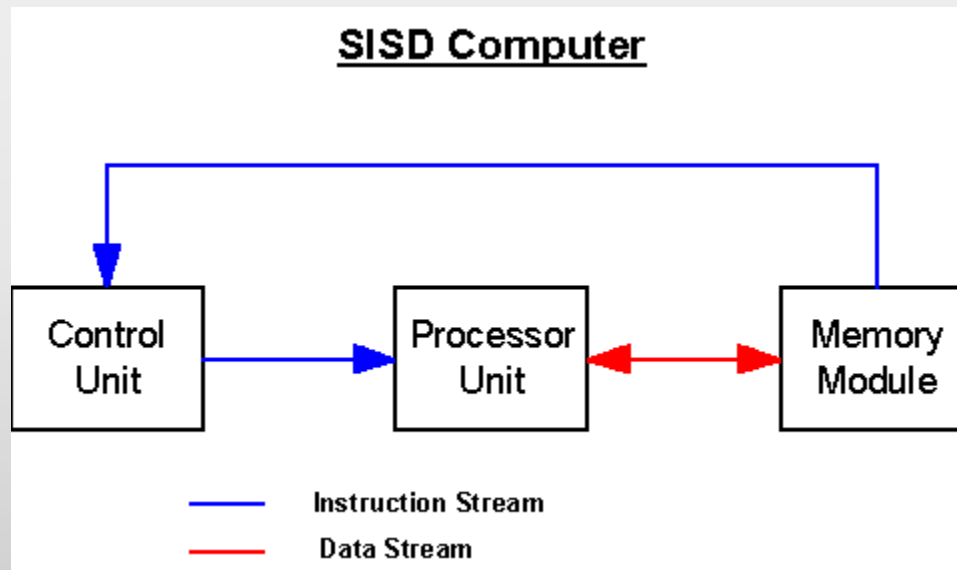 SISD Computer
Control
Unit
Processor
Unit
Memory
Module
Instruction Stream
Data Stream